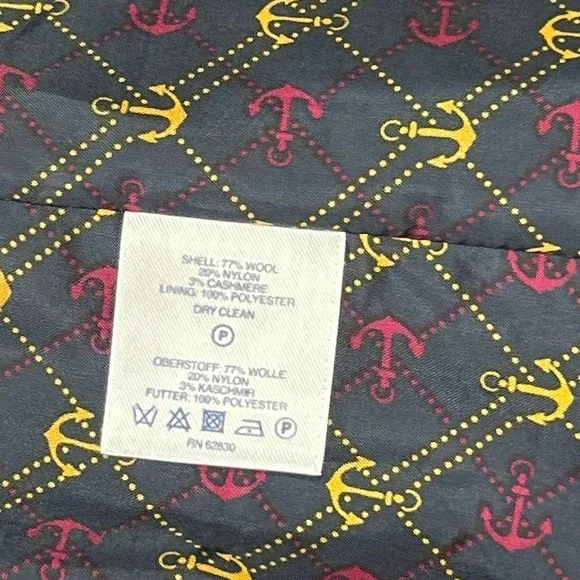 SHELL: 77% WOOL
20% NYLON
3% CASHMERE
LINING: 100% POLYESTER
DRY CLEAN
P
OBERSTOFF: 77% WOLLE
20% NYLON
3% KASCHMIR
FUTTER: 100% POLYESTER
P
RN 62830